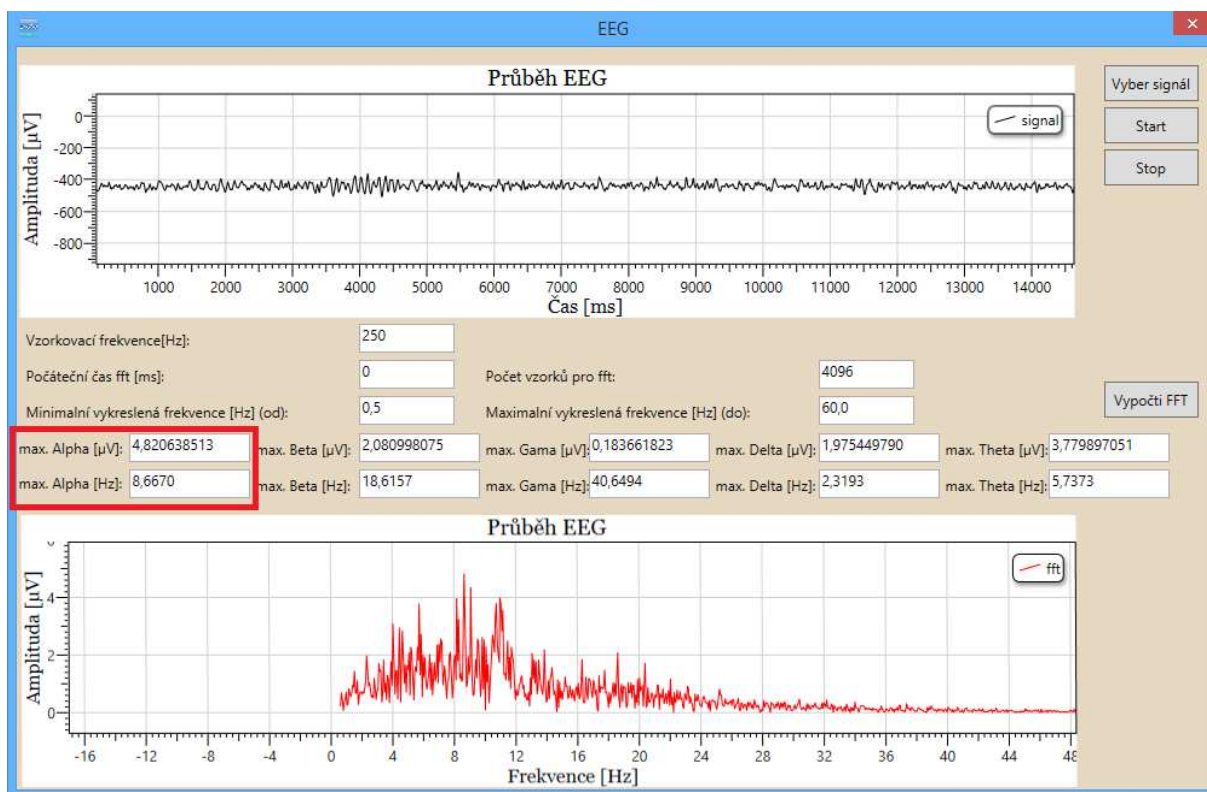 EEG
Průběh EEG
Vyber signál
Start
Stop
signal
Amplituda [µV]
0
-200
-400
-600
-800
1000 2000 3000 4000 5000 6000 7000 8000 9000 10000 11000 12000 13000 14000
Čas [ms]
Vzorkovací frekvence[Hz]: 250
Počáteční čas fft [ms]: 0 Počet vzorků pro fft: 4096
Minimalní vykreslená frekvence [Hz] (od): 0,5 Maximalní vykreslená frekvence [Hz] (do): 60,0 Vypočti FFT
max. Alpha [µV]: 4,820638513 max. Beta [µV]: 2,080998075 max. Gama [µV]: 0,183661823 max. Delta [µV]: 1,975449790 max. Theta [µV]: 3,779897051
max. Alpha [Hz]: 8,6670 max. Beta [Hz]: 18,6157 max. Gama [Hz]: 40,6494 max. Delta [Hz]: 2,3193 max. Theta [Hz]: 5,7373
Průběh EEG
fft
Amplituda [µV]
4
2
0
-16 -12 -8 -4 0 4 8 12 16 20 24 28 32 36 40 44 48
Frekvence [Hz]